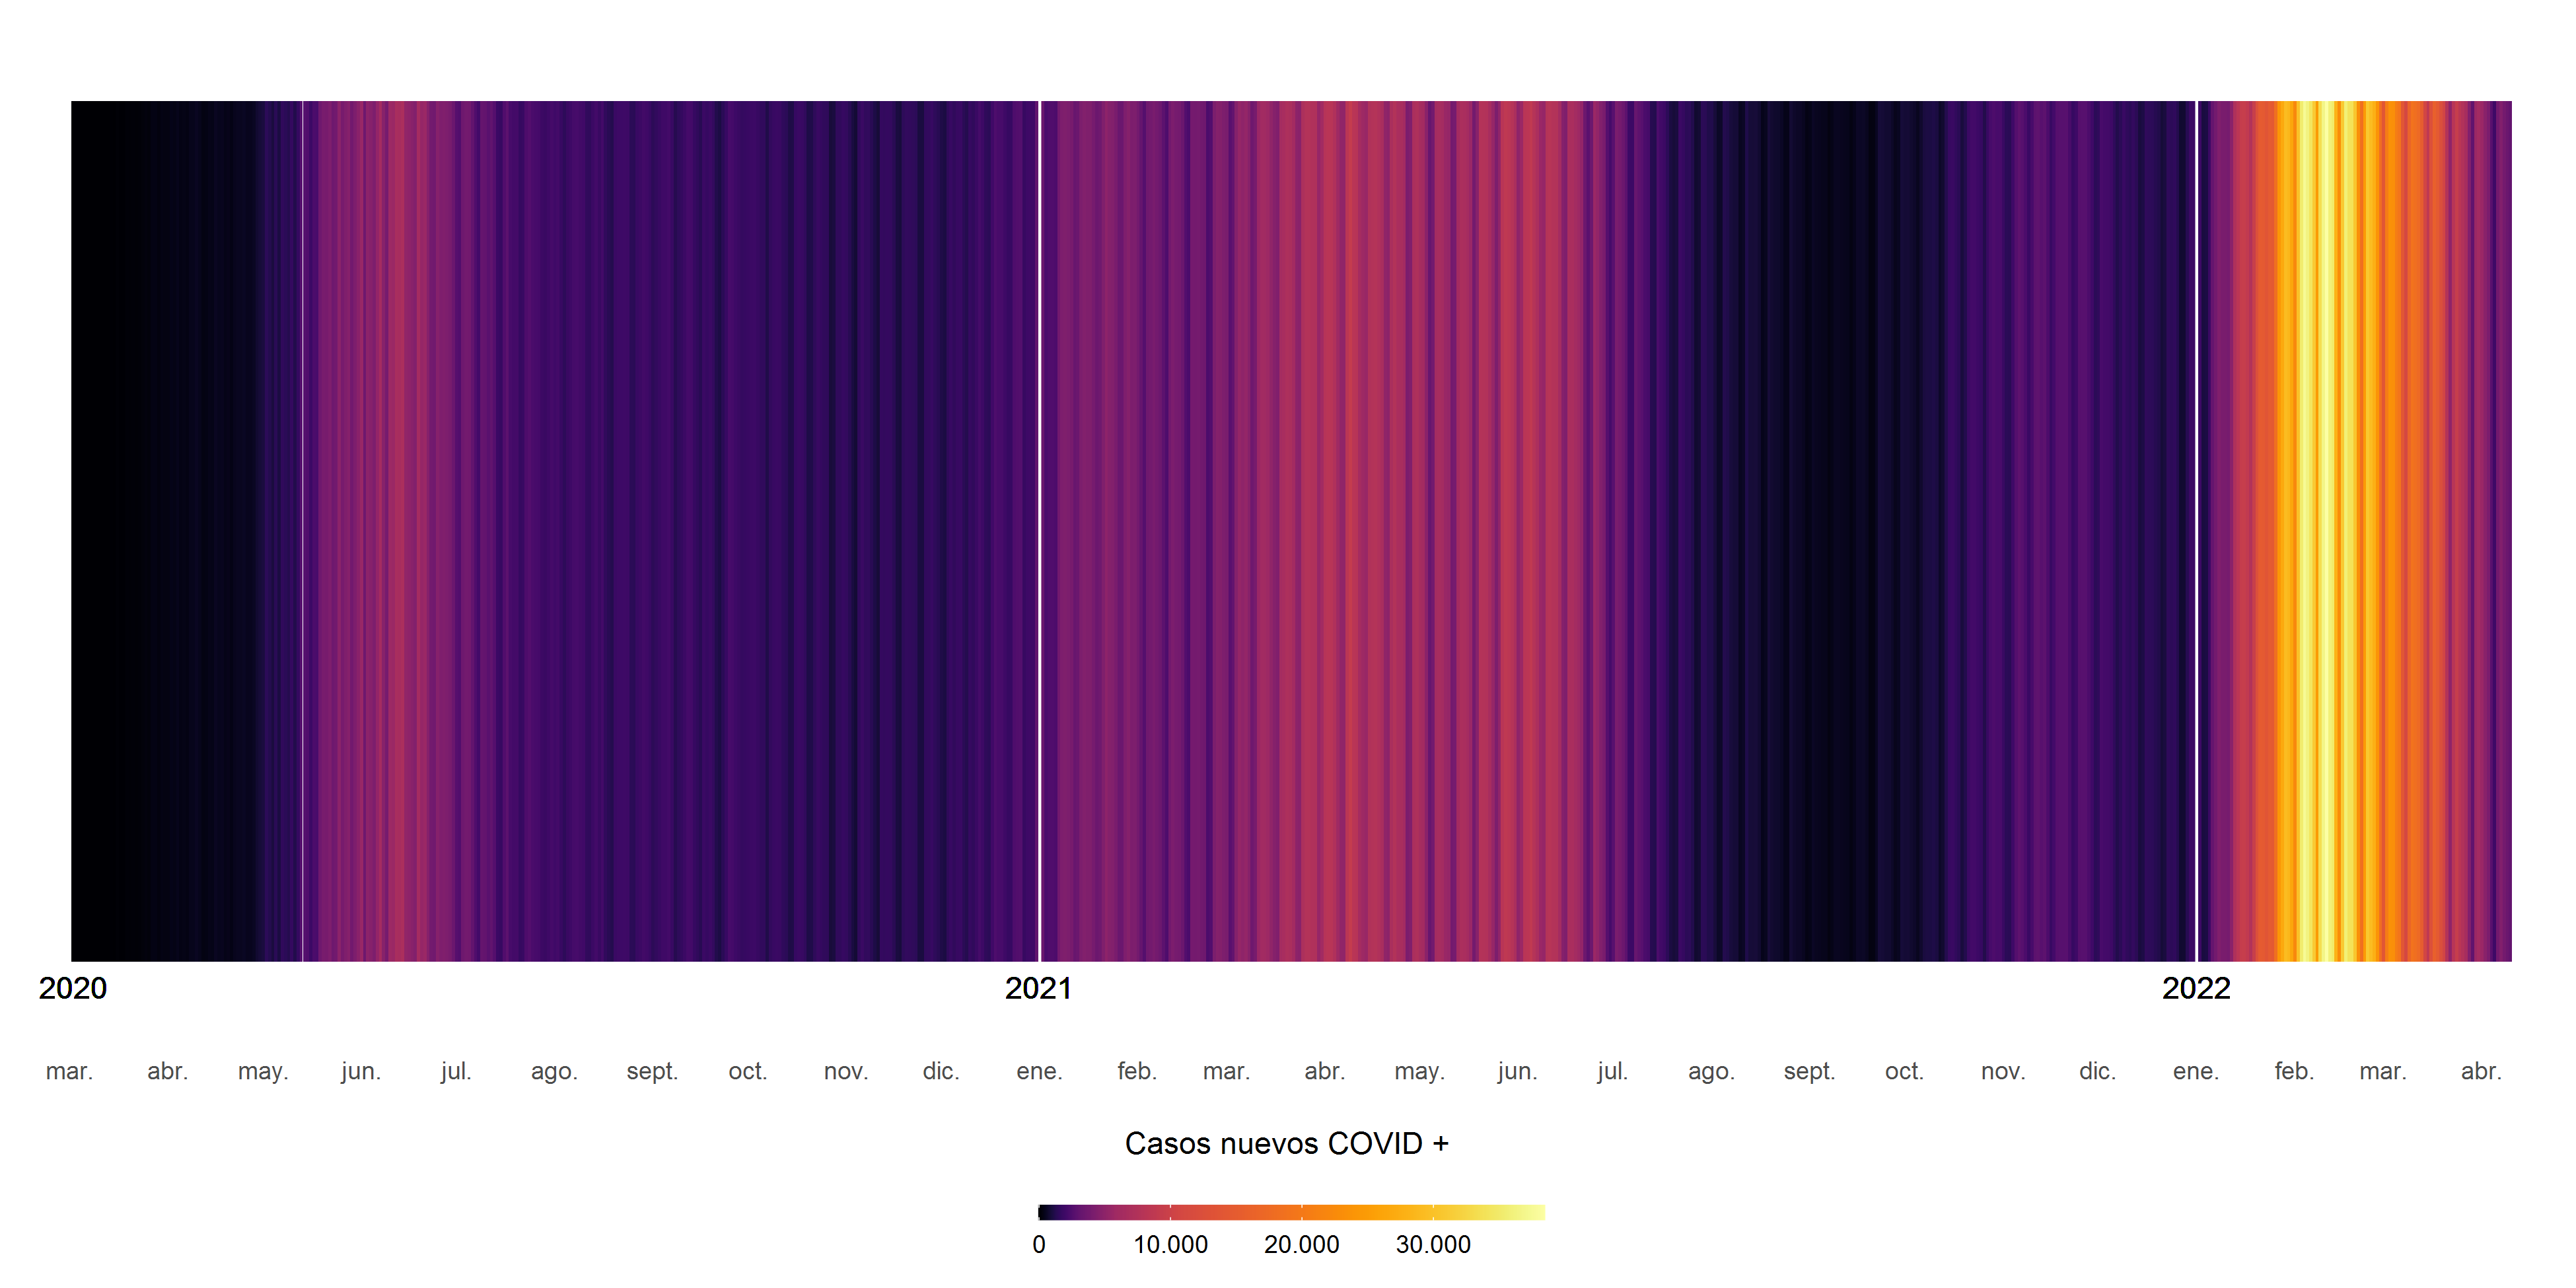 2020 2021 2022
mar. abr. may. jun. jul. ago. sept. oct. nov. dic. ene. feb. mar. abr. may. jun. jul. ago. sept. oct. nov. dic. ene. feb. mar. abr.
Casos nuevos COVID +
0 10.000 20.000 30.000